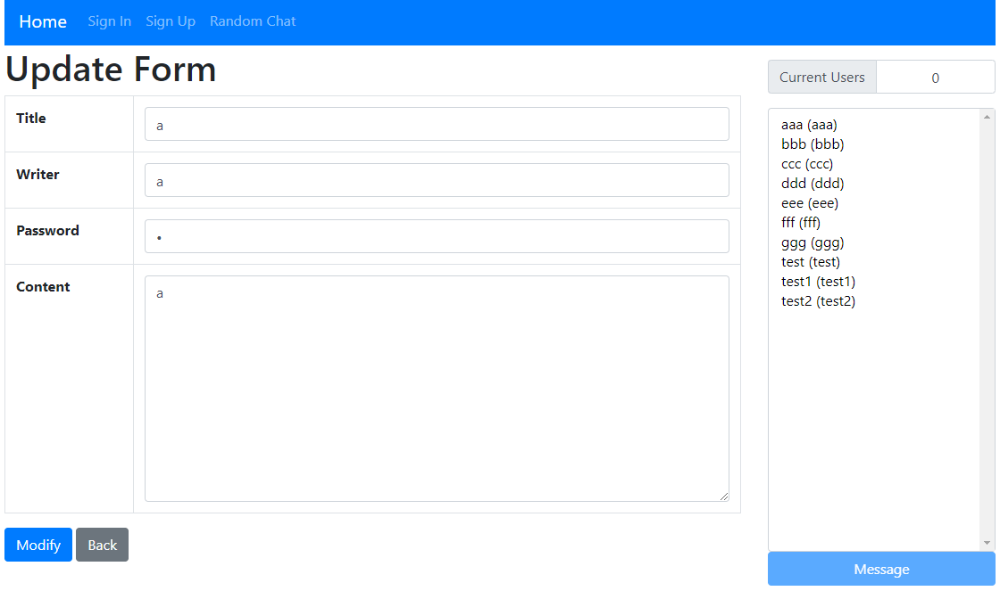 Home Sign In Sign Up Random Chat
Update Form
Title
a
Writer
a
Password
•
Content
a
Modify Back
Current Users 0
aaa (aaa)
bbb (bbb)
ccc (ccc)
ddd (ddd)
eee (eee)
fff (fff)
ggg (ggg)
test (test)
test1 (test1)
test2 (test2)
Message